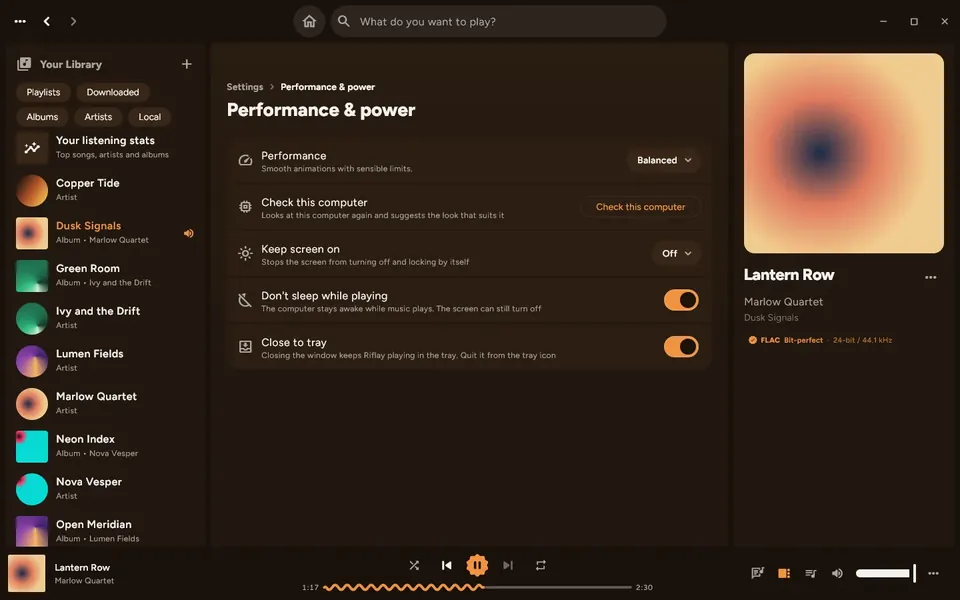 What do you want to play?
Your Library
Playlists
Downloaded
Albums
Artists
Local
Your listening stats
Top songs, artists and albums
Copper Tide
Artist
Dusk Signals
Album • Marlow Quartet
Green Room
Album • Ivy and the Drift
Ivy and the Drift
Artist
Lumen Fields
Artist
Marlow Quartet
Artist
Neon Index
Album • Nova Vesper
Nova Vesper
Artist
Open Meridian
Album • Lumen Fields
Settings > Performance & power
Performance & power
Performance
Smooth animations with sensible limits.
Balanced
Check this computer
Looks at this computer again and suggests the look that suits it
Check this computer
Keep screen on
Stops the screen from turning off and locking by itself
Off
Don't sleep while playing
The computer stays awake while music plays. The screen can still turn off
Close to tray
Closing the window keeps Riflay playing in the tray. Quit it from the tray icon
Lantern Row
Marlow Quartet
Dusk Signals
FLAC Bit-perfect · 24-bit / 44.1 kHz
Lantern Row
Marlow Quartet
1:17
2:30